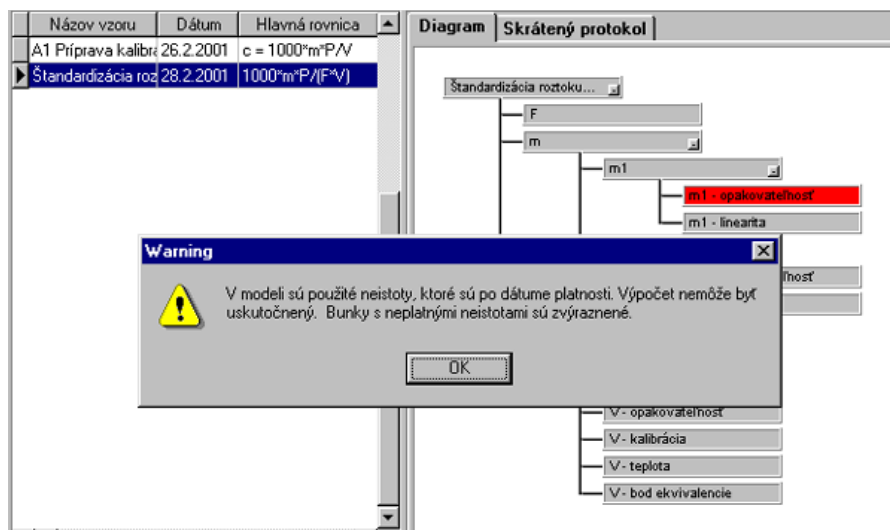 Názov vzoru Dátum Hlavná rovnica
A1 Príprava kalibra 26.2.2001 c = 1000*m*P/V
Štandardizácia roz 28.2.2001 1000*m*P/(F*V)
Diagram Skrátený protokol
Štandardizácia roztoku...
F
m
m1
m1 - opakovateľnosť
m1 - linearita
Warning
V modeli sú použité neistoty, ktoré sú po dátume platnosti. Výpočet nemôže byť
uskutočnený. Bunky s neplatnými neistotami sú zvýraznené.
OK
V - opakovateľnosť
V - kalibrácia
V - teplota
V - bod ekvivalencie